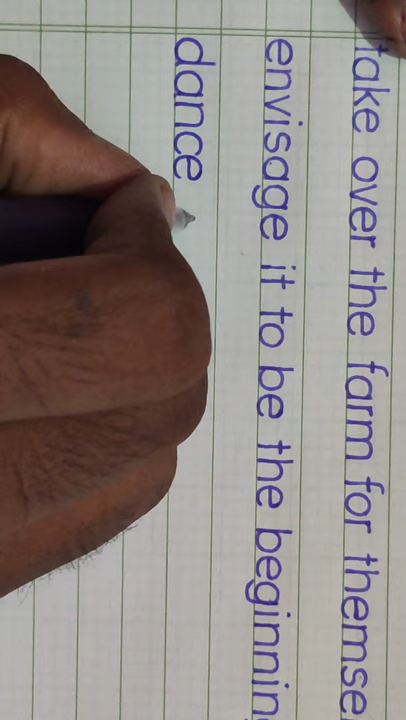 take over the farm for themse
envisage it to be the beginnin
dance